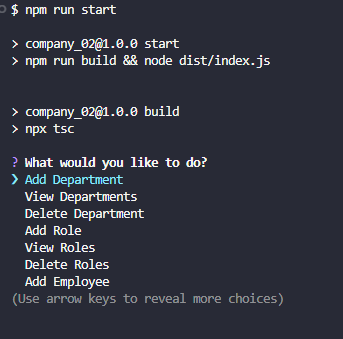 $ npm run start
> company_02@1.0.0 start
> npm run build && node dist/index.js
> company_02@1.0.0 build
> npx tsc
? What would you like to do?
❯ Add Department
View Departments
Delete Department
Add Role
View Roles
Delete Roles
Add Employee
(Use arrow keys to reveal more choices)